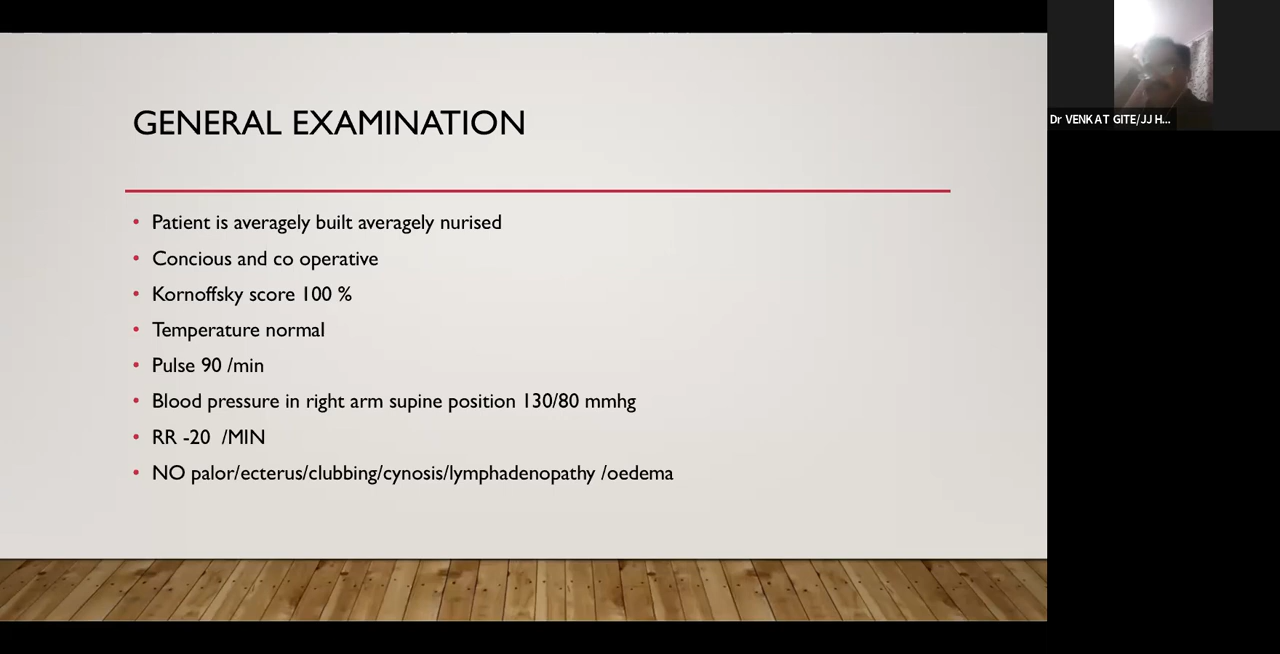 GENERAL EXAMINATION
Patient is averagely built averagely nurised
Concious and co operative
Kornoffsky score 100 %
Temperature normal
Pulse 90 /min
Blood pressure in right arm supine position 130/80 mmhg
RR -20 /MIN
NO palor/ecterus/clubbing/cynosis/lymphadenopathy /oedema
Dr VENKAT GITE/JJ H...